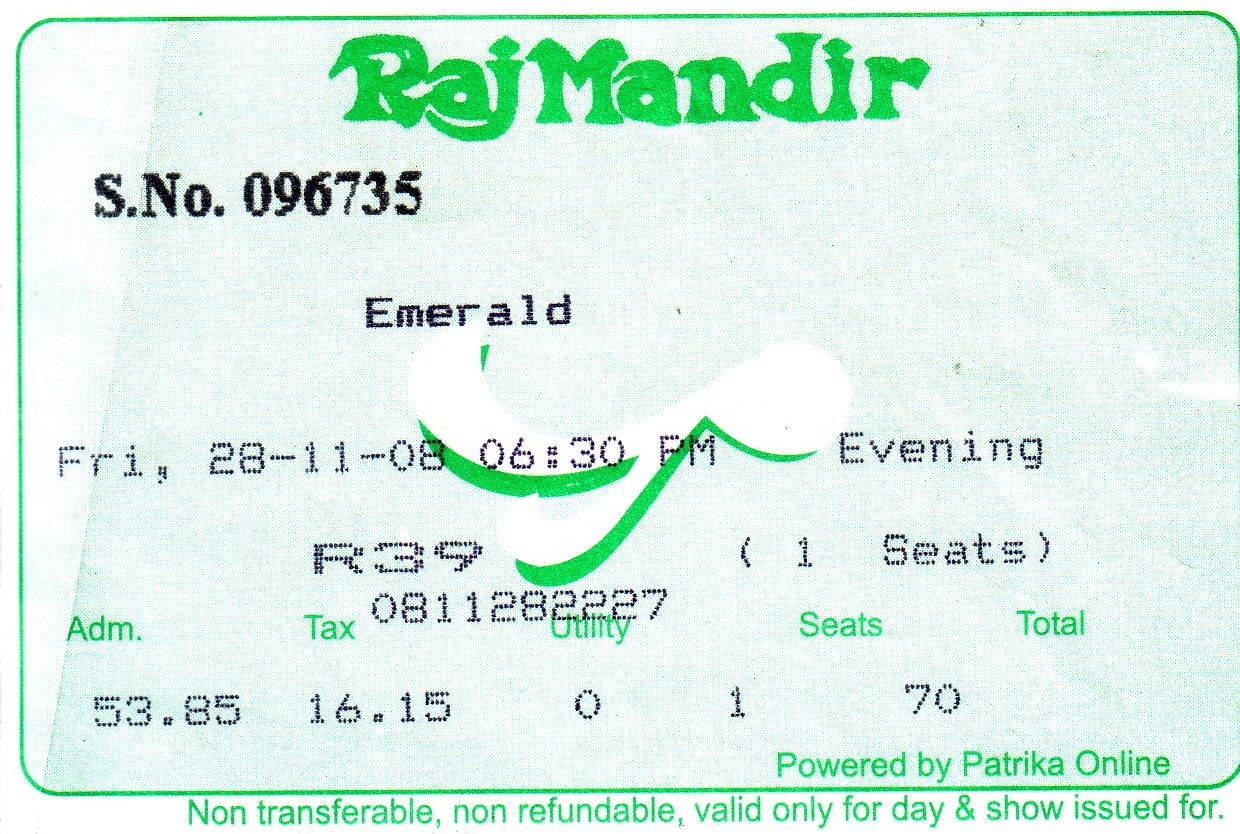 Raj Mandir
S.No. 096735
Emerald
Fri, 28-11-08 06:30 PM Evening
R39 ( 1 Seats)
0811282227
Adm. Tax Utility Seats Total
53.85 16.15 0 1 70
Powered by Patrika Online
Non transferable, non refundable, valid only for day & show issued for.